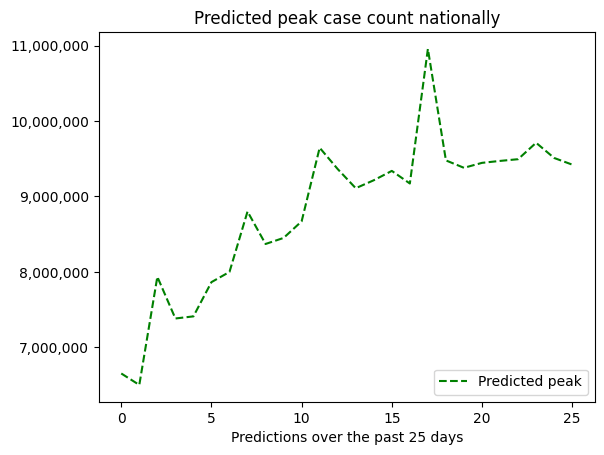 Predicted peak case count nationally
11,000,000
10,000,000
9,000,000
8,000,000
7,000,000
Predicted peak
0 5 10 15 20 25
Predictions over the past 25 days